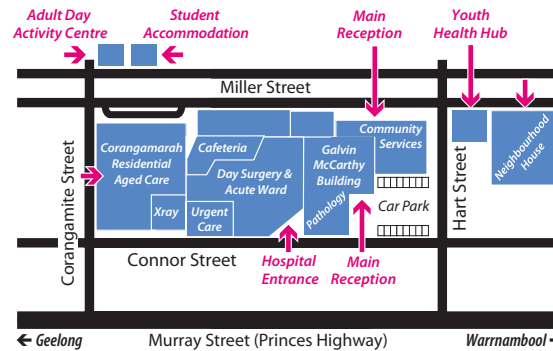 Adult Day
Activity Centre
Student
Accommodation
Main
Reception
Youth
Health Hub
Miller Street
Corangamite Street
Corangamarah
Residential
Aged Care
Cafeteria
Day Surgery &
Acute Ward
Galvin
McCarthy
Building
Community
Services
Hart Street
Neighbourhood
House
Xray
Urgent
Care
Pathology
Car Park
Connor Street
Hospital
Entrance
Main
Reception
Geelong
Murray Street (Princes Highway)
Warrnambool